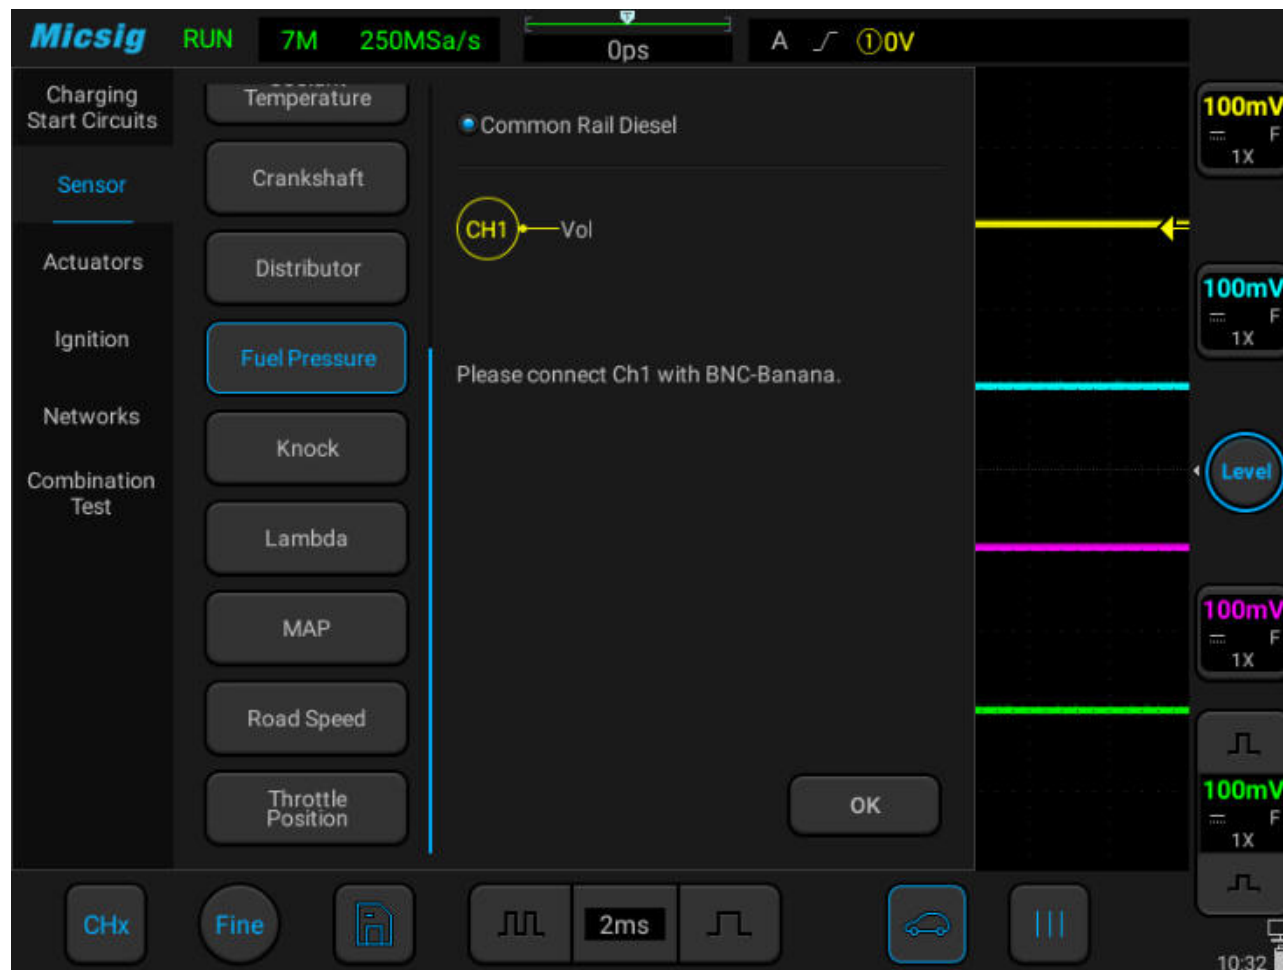 Micsig RUN 7M 250MSa/s T 0ps A ①0V
Charging
Start Circuits
Sensor
Actuators
Ignition
Networks
Combination
Test
Temperature
Crankshaft
Distributor
Fuel Pressure
Knock
Lambda
MAP
Road Speed
Throttle
Position
Common Rail Diesel
CH1 Vol
Please connect Ch1 with BNC-Banana.
OK
100mV
F
1X
100mV
F
1X
Level
100mV
F
1X
100mV
F
1X
CHx Fine 2ms
10:32